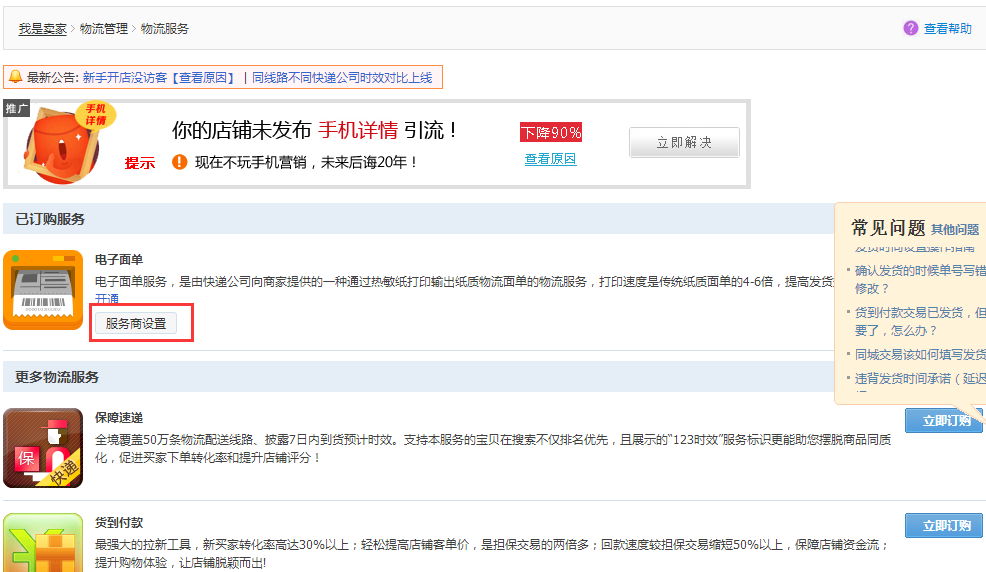 我是卖家 > 物流管理 > 物流服务
? 查看帮助
最新公告: 新手开店没访客【查看原因】 | 同线路不同快递公司时效对比上线
推广
手机
详情
你的店铺未发布 手机详情 引流！
提示 ! 现在不玩手机营销，未来后诲20年！
下降90%
查看原因
立即解决
已订购服务
电子面单
电子面单服务，是由快递公司向商家提供的一种通过热敏纸打印输出纸质物流面单的物流服务，打印速度是传统纸质面单的4-6倍，提高发货
开通
服务商设置
常见问题 其他问题
发货时间设置操作指南
确认发货的时候单号写错
修改？
货到付款交易已发货，但
要了，怎么办？
同城交易该如何填写发货
违背发货时间承诺（延迟
更多物流服务
保
快递
保障速递
全境覆盖50万条物流配送线路、披露7日内到货预计时效。支持本服务的宝贝在搜索不仅排名优先，且展示的“123时效”服务标识更能助您摆脱商品同质
化，促进买家下单转化率和提升店铺评分！
立即订购
货到付款
最强大的拉新工具，新买家转化率高达30%以上；轻松提高店铺客单价，是担保交易的两倍多；回款速度较担保交易缩短50%以上，保障店铺资金流；
提升购物体验，让店铺脱颖而出!
立即订购